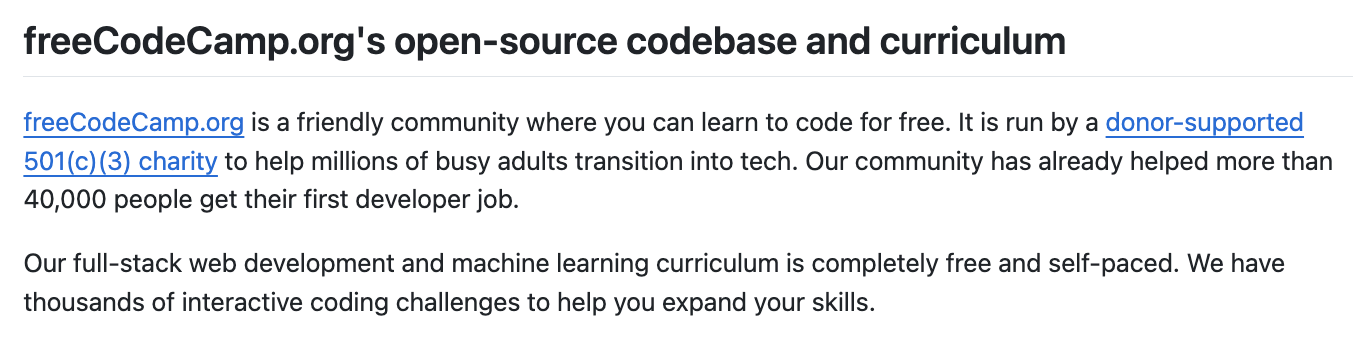 freeCodeCamp.org's open-source codebase and curriculum
freeCodeCamp.org is a friendly community where you can learn to code for free. It is run by a donor-supported
501(c)(3) charity to help millions of busy adults transition into tech. Our community has already helped more than
40,000 people get their first developer job.
Our full-stack web development and machine learning curriculum is completely free and self-paced. We have
thousands of interactive coding challenges to help you expand your skills.